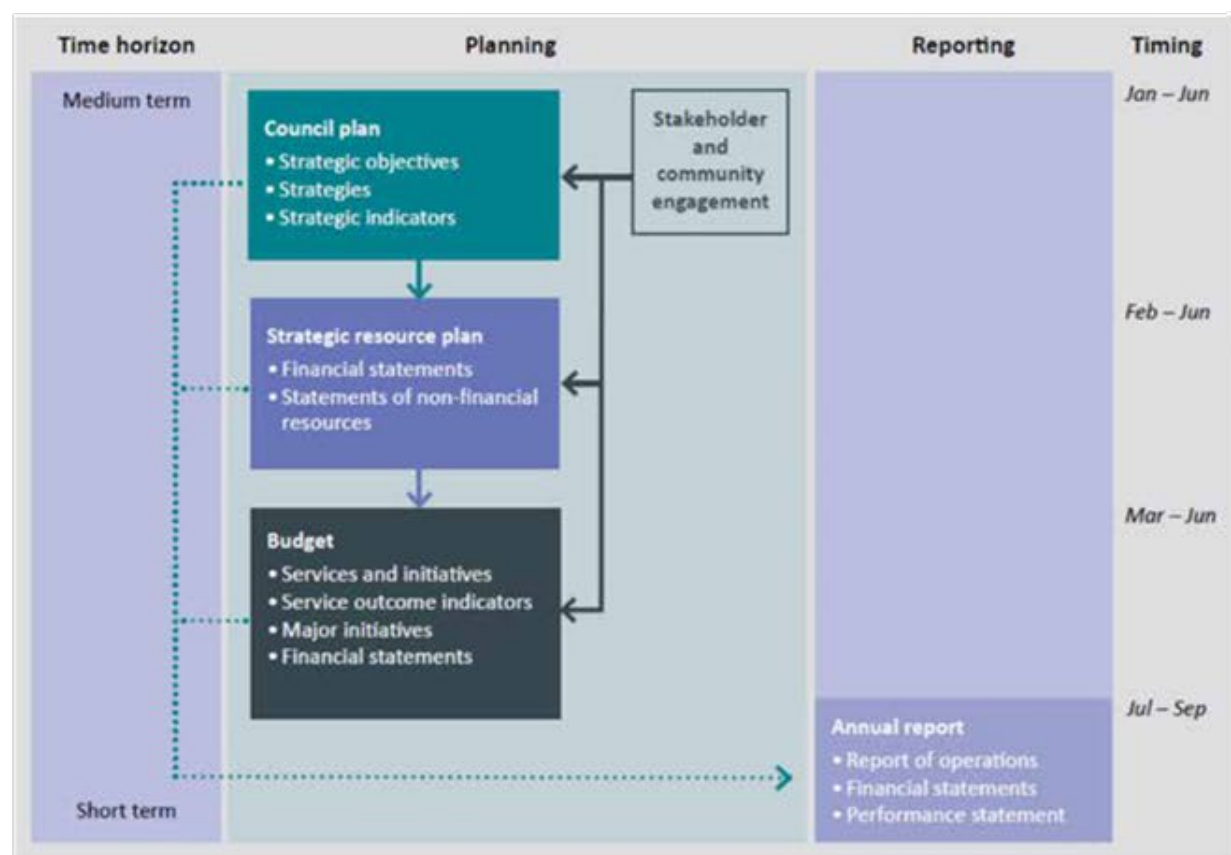 Time horizon
Planning
Reporting
Timing
Medium term
Council plan
• Strategic objectives
• Strategies
• Strategic indicators
Stakeholder
and
community
engagement
Jan – Jun
Strategic resource plan
• Financial statements
• Statements of non-financial
resources
Feb – Jun
Budget
• Services and initiatives
• Service outcome indicators
• Major initiatives
• Financial statements
Mar – Jun
Short term
Annual report
• Report of operations
• Financial statements
• Performance statement
Jul – Sep